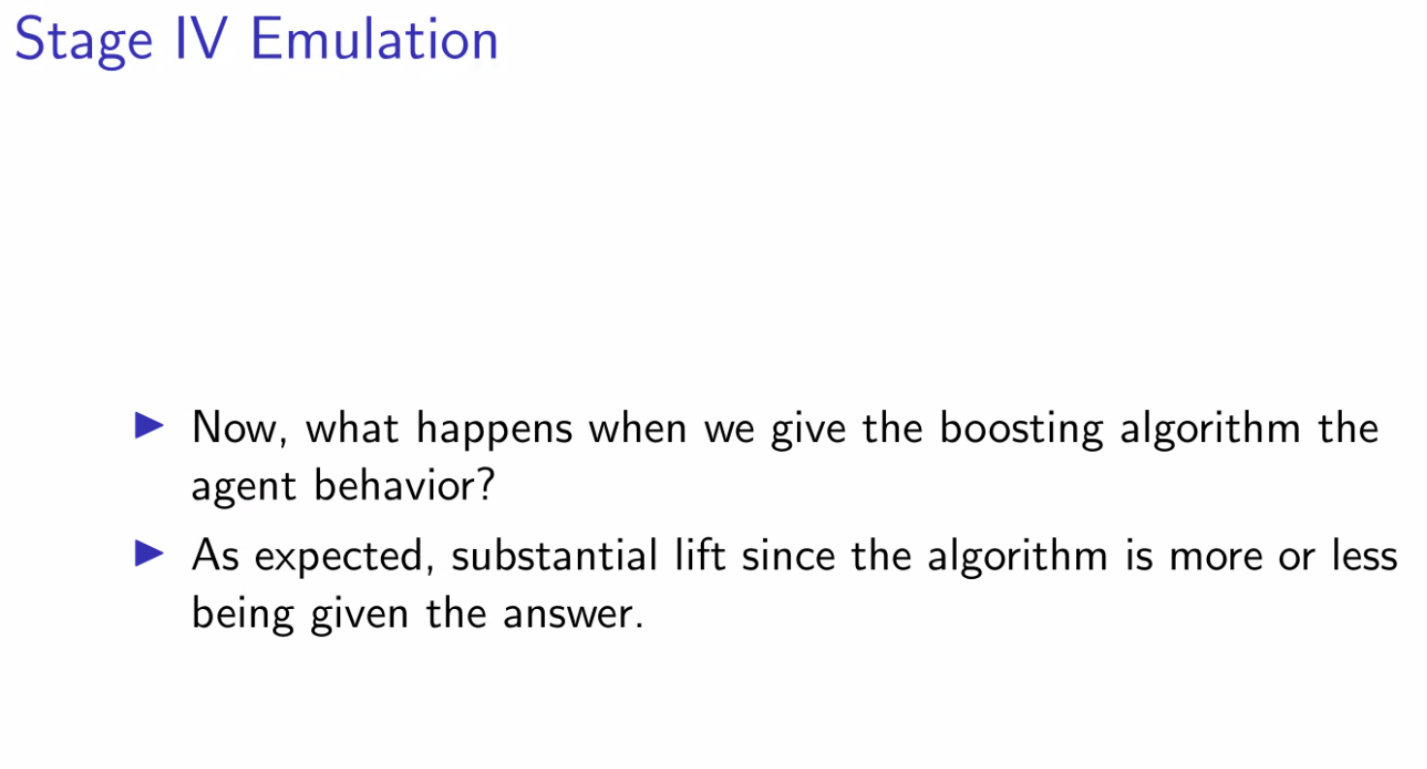 Stage IV Emulation
Now, what happens when we give the boosting algorithm the
agent behavior?
As expected, substantial lift since the algorithm is more or less
being given the answer.